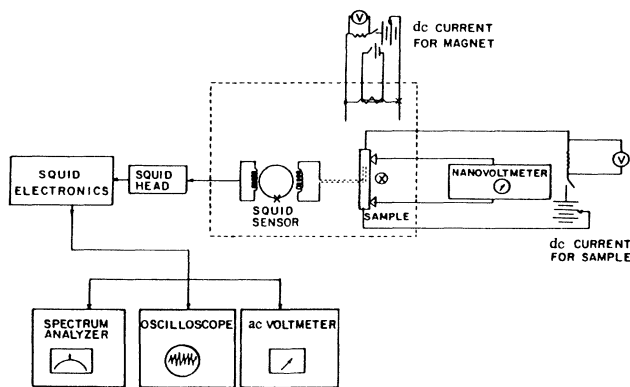 V
dc CURRENT
FOR MAGNET
SQUID
ELECTRONICS
SQUID
HEAD
SQUID
SENSOR
SAMPLE
NANOVOLTMETER
V
dc CURRENT
FOR SAMPLE
SPECTRUM
ANALYZER
OSCILLOSCOPE
ac VOLTMETER